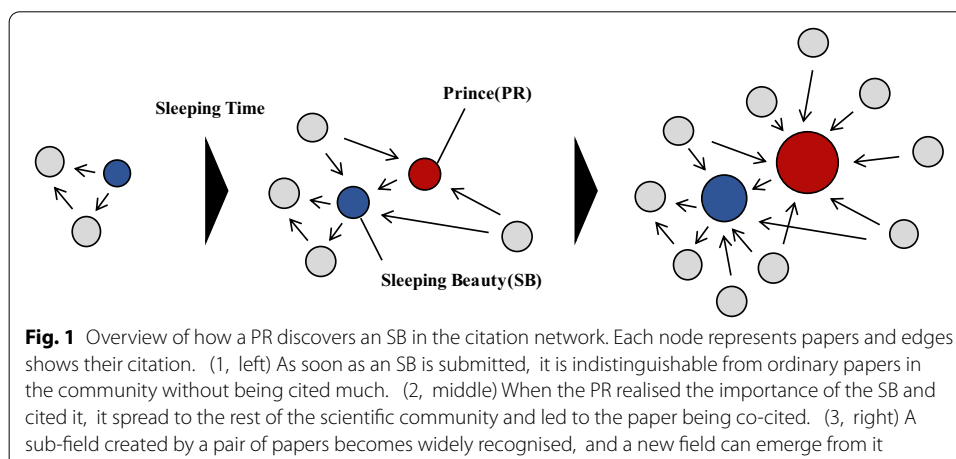 Sleeping Time
Prince(PR)
Sleeping Beauty(SB)
Fig. 1 Overview of how a PR discovers an SB in the citation network. Each node represents papers and edges
shows their citation. (1, left) As soon as an SB is submitted, it is indistinguishable from ordinary papers in
the community without being cited much. (2, middle) When the PR realised the importance of the SB and
cited it, it spread to the rest of the scientific community and led to the paper being co-cited. (3, right) A
sub-field created by a pair of papers becomes widely recognised, and a new field can emerge from it